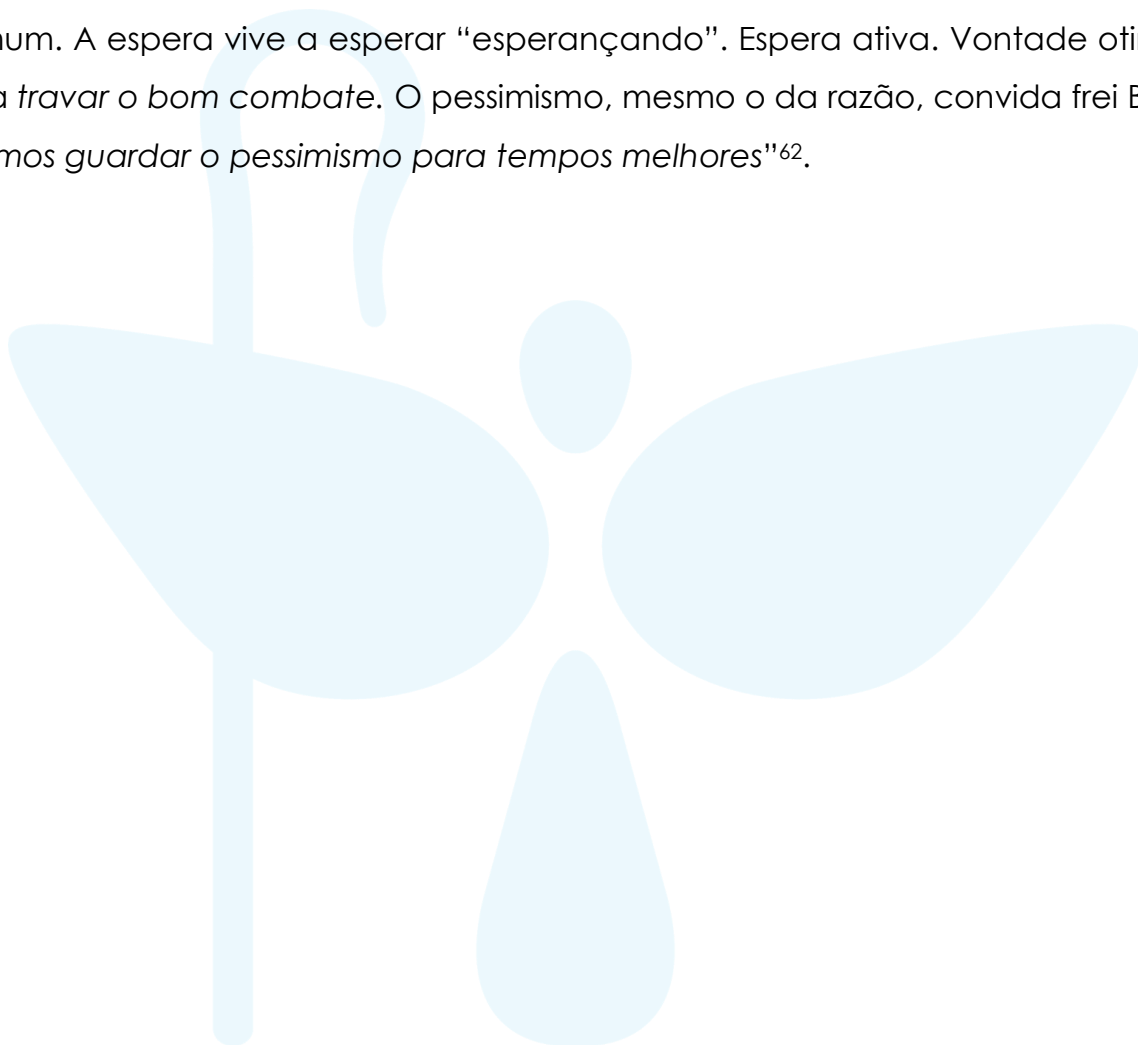 num. A espera vive a esperar “esperançando”. Espera ativa. Vontade oti
a travar o bom combate. O pessimismo, mesmo o da razão, convida frei B
mos guardar o pessimismo para tempos melhores”62.